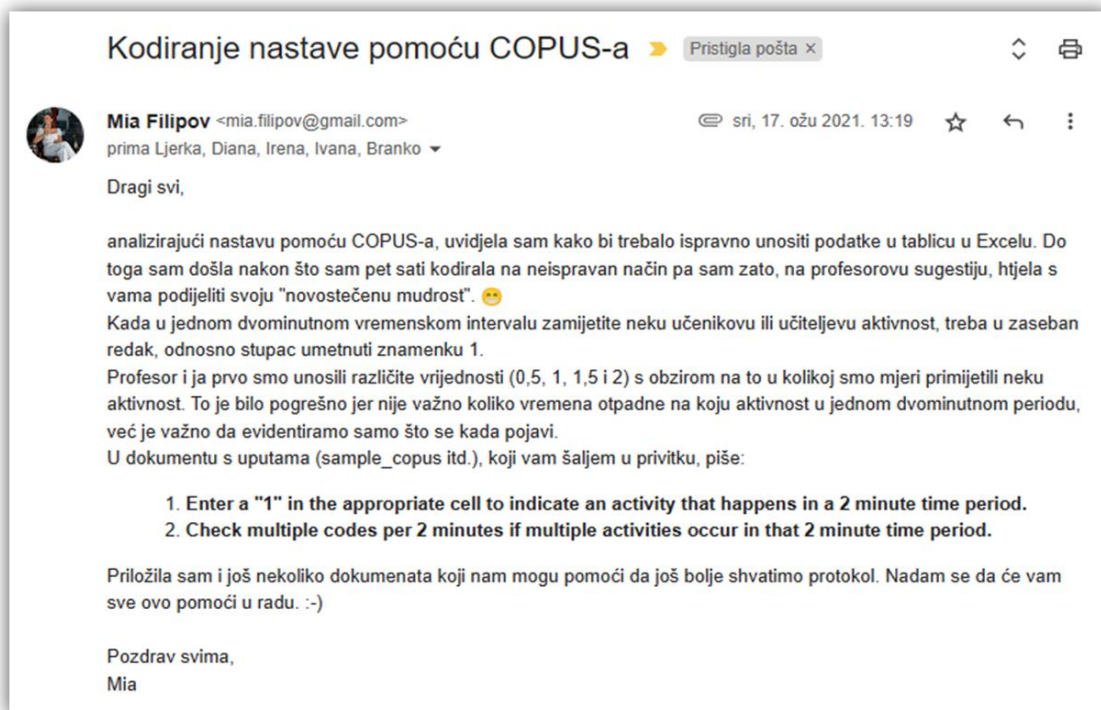 Kodiranje nastave pomoću COPUS-a Pristigla pošta ×
Mia Filipov <mia.filipov@gmail.com> sri, 17. ožu 2021. 13:19
prima Ljerka, Diana, Irena, Ivana, Branko
Dragi svi,
analizirajući nastavu pomoću COPUS-a, uvidjela sam kako bi trebalo ispravno unositi podatke u tablicu u Excelu. Do
toga sam došla nakon što sam pet sati kodirala na neispravan način pa sam zato, na profesorovu sugestiju, htjela s
vama podijeliti svoju "novostečenu mudrost". 😁
Kada u jednom dvominutnom vremenskom intervalu zamijetite neku učenikovu ili učiteljevu aktivnost, treba u zaseban
redak, odnosno stupac umetnuti znamenku 1.
Profesor i ja prvo smo unosili različite vrijednosti (0,5, 1, 1,5 i 2) s obzirom na to u kolikoj smo mjeri primijetili neku
aktivnost. To je bilo pogrešno jer nije važno koliko vremena otpadne na koju aktivnost u jednom dvominutnom periodu,
već je važno da evidentiramo samo što se kada pojavi.
U dokumentu s uputama (sample_copus itd.), koji vam šaljem u privitku, piše:
1. Enter a "1" in the appropriate cell to indicate an activity that happens in a 2 minute time period.
2. Check multiple codes per 2 minutes if multiple activities occur in that 2 minute time period.
Priložila sam i još nekoliko dokumenata koji nam mogu pomoći da još bolje shvatimo protokol. Nadam se da će vam
sve ovo pomoći u radu. :-)
Pozdrav svima,
Mia